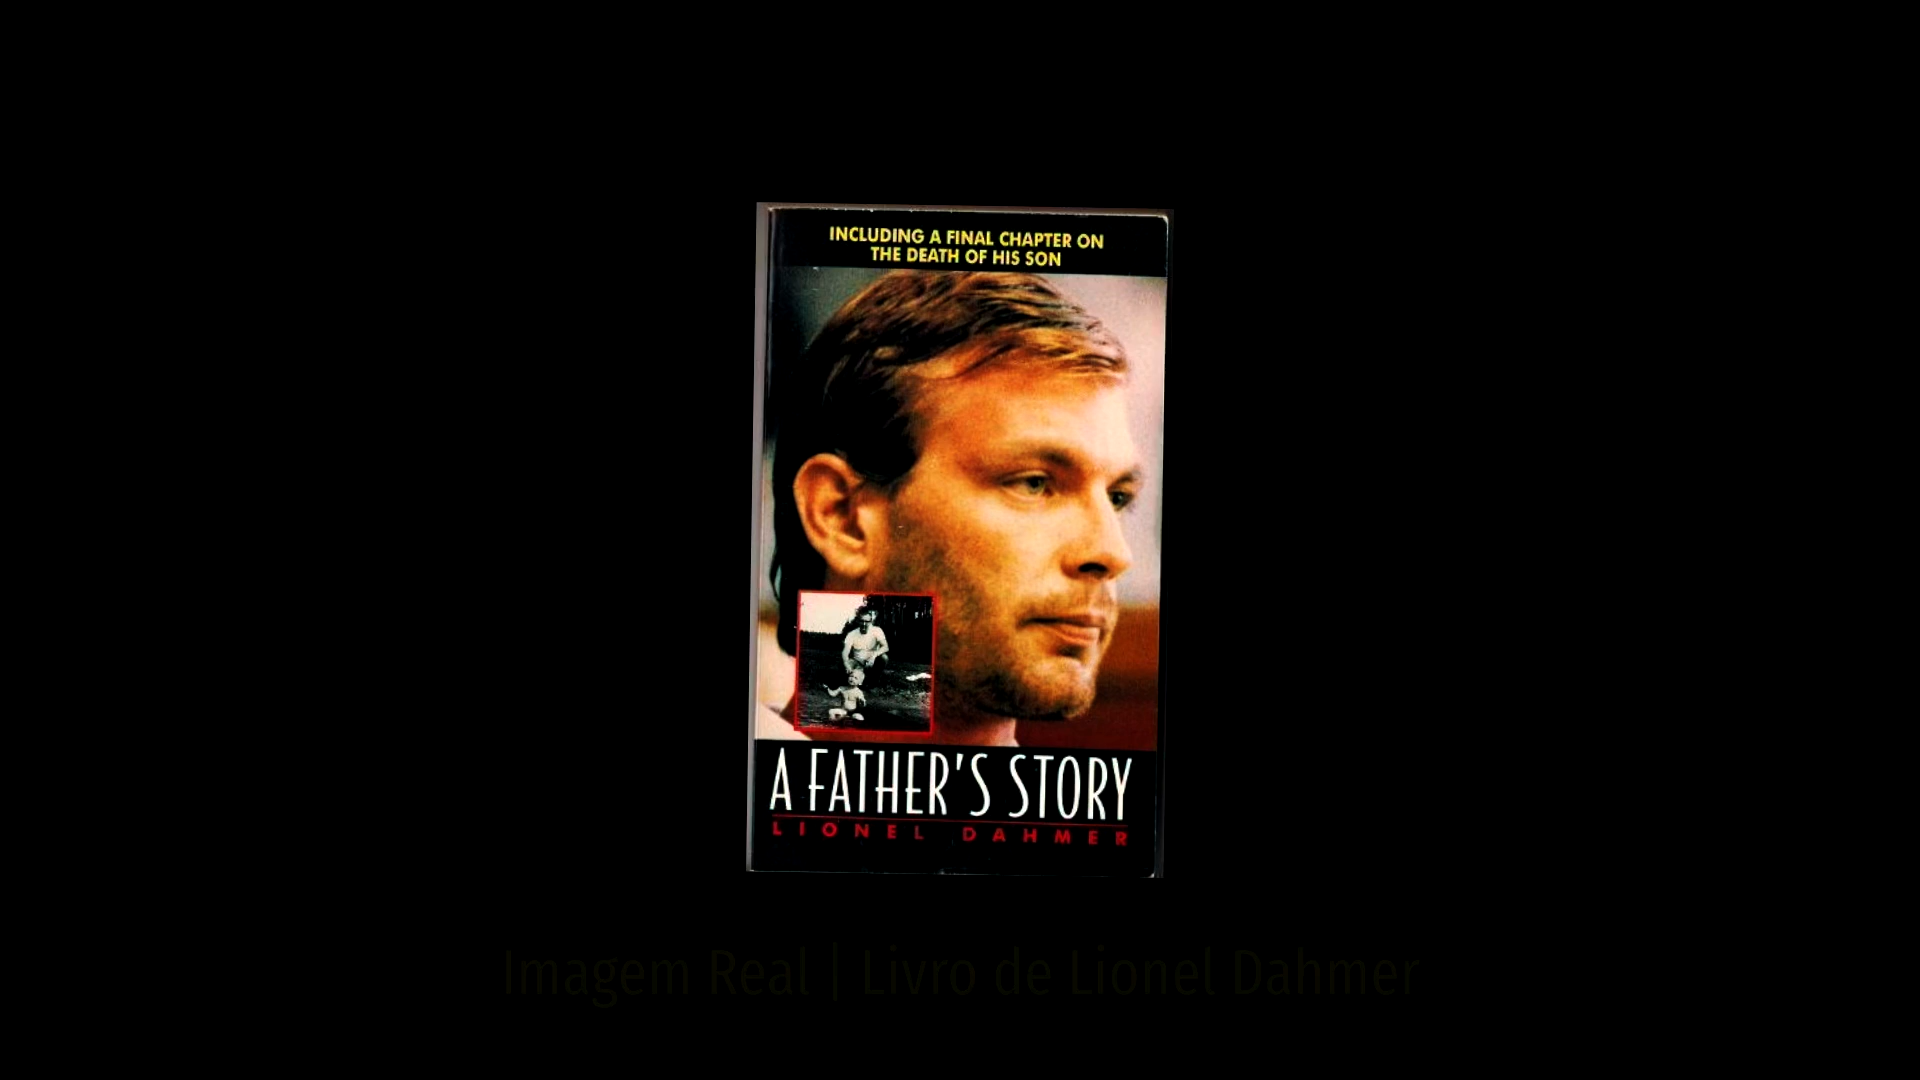 INCLUDING A FINAL CHAPTER ON
THE DEATH OF HIS SON
A FATHER'S STORY
LIONEL DAHMER
Imagem Real | Livro de Lionel Dahmer